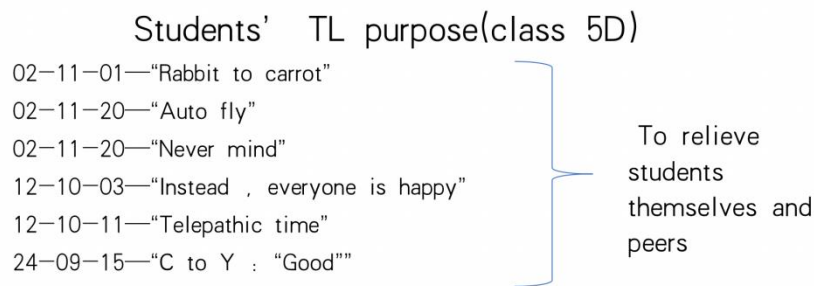 Students’ TL purpose(class 5D)
02-11-01—“Rabbit to carrot”
02-11-20—“Auto fly”
02-11-20—“Never mind”
12-10-03—“Instead , everyone is happy”
12-10-11—“Telepathic time”
24-09-15—“C to Y : “Good””
To relieve
students
themselves and
peers